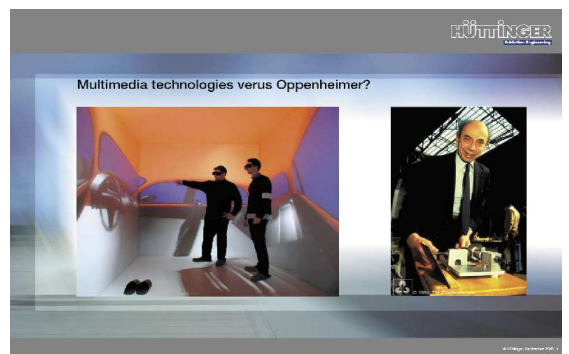 HÜTTINGER
Exhibition Engineering
Multimedia technologies verus Oppenheimer?